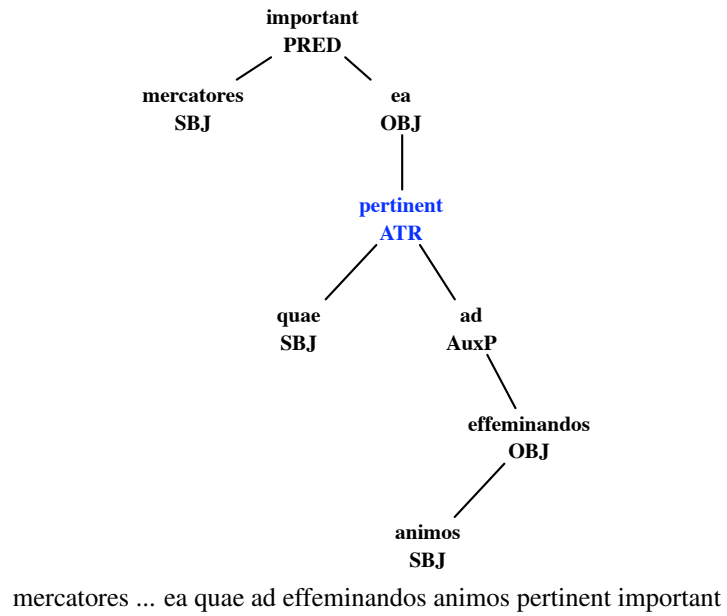 important
PRED
mercatores
SBJ
ea
OBJ
pertinent
ATR
quae
SBJ
ad
AuxP
effeminandos
OBJ
animos
SBJ
mercatores ... ea quae ad effeminandos animos pertinent important